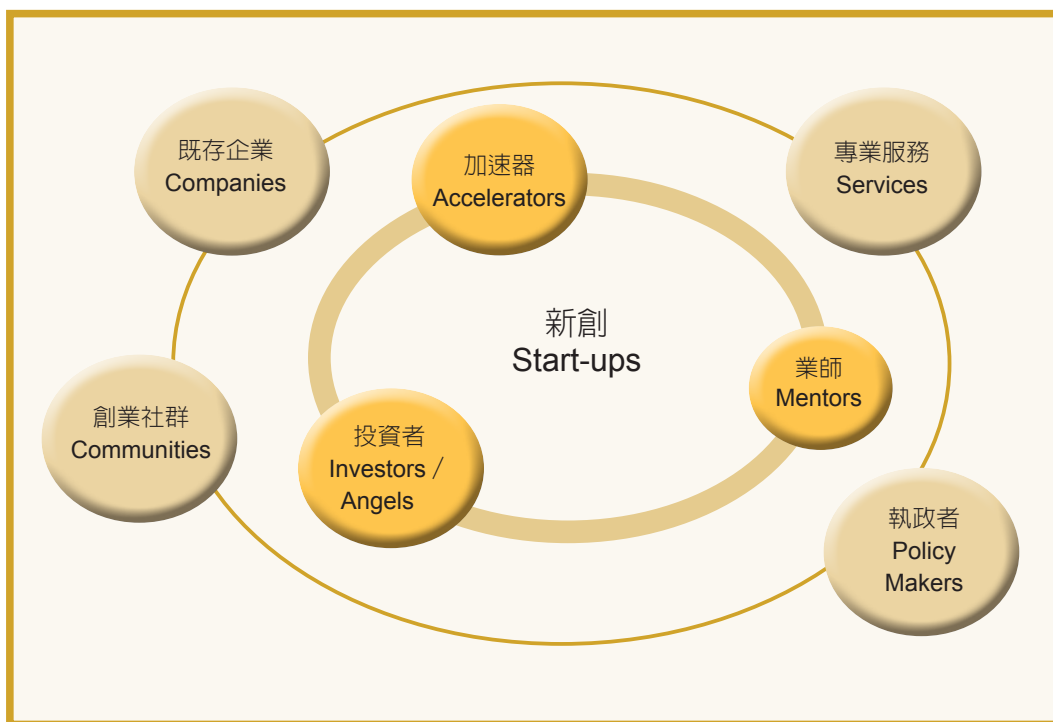 既存企業
Companies
加速器
Accelerators
專業服務
Services
新創
Start-ups
業師
Mentors
創業社群
Communities
投資者
Investors /
Angels
執政者
Policy
Makers